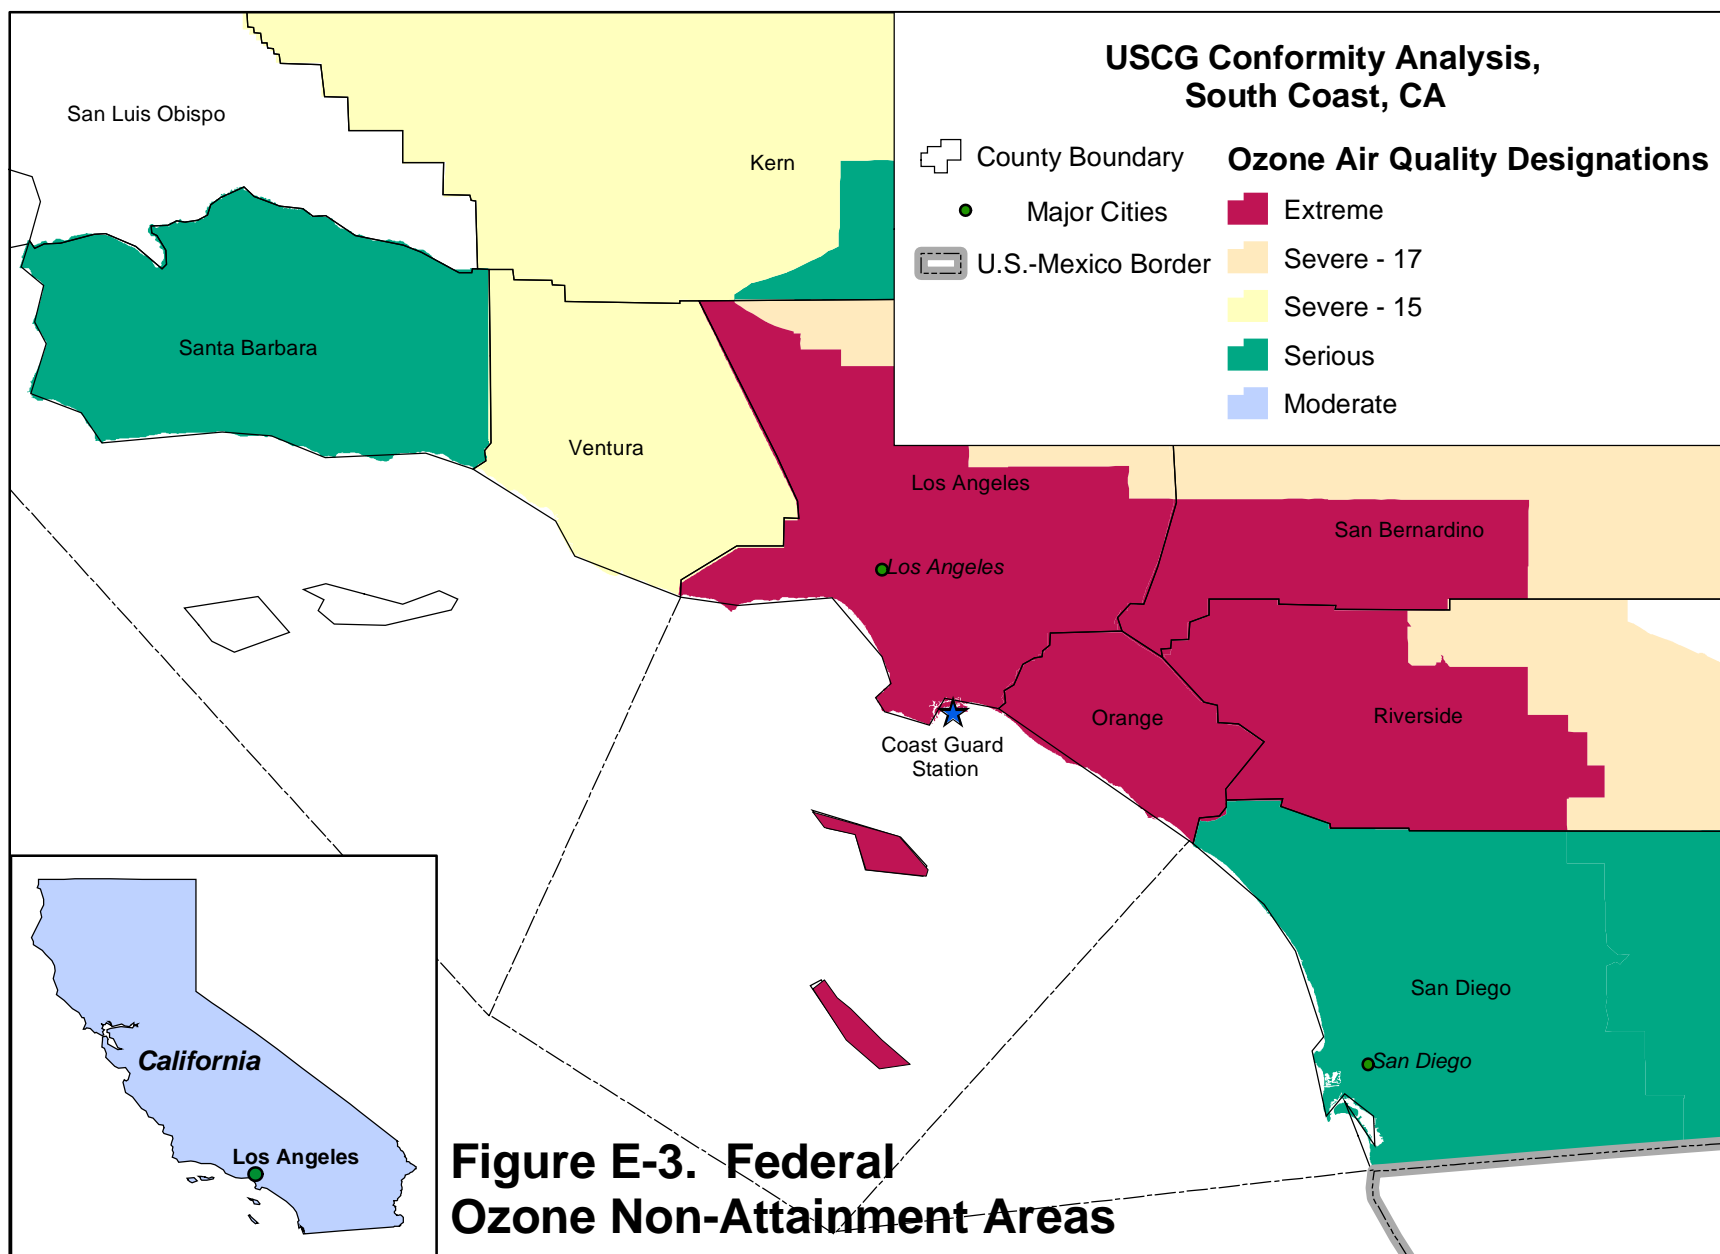 USCG Conformity Analysis,
South Coast, CA
County Boundary
Major Cities
U.S.-Mexico Border
Ozone Air Quality Designations
Extreme
Severe - 17
Severe - 15
Serious
Moderate
San Luis Obispo
Kern
Santa Barbara
Ventura
Los Angeles
San Bernardino
Los Angeles
Orange
Riverside
Coast Guard
Station
San Diego
San Diego
California
Los Angeles
Figure E-3. Federal
Ozone Non-Attainment Areas